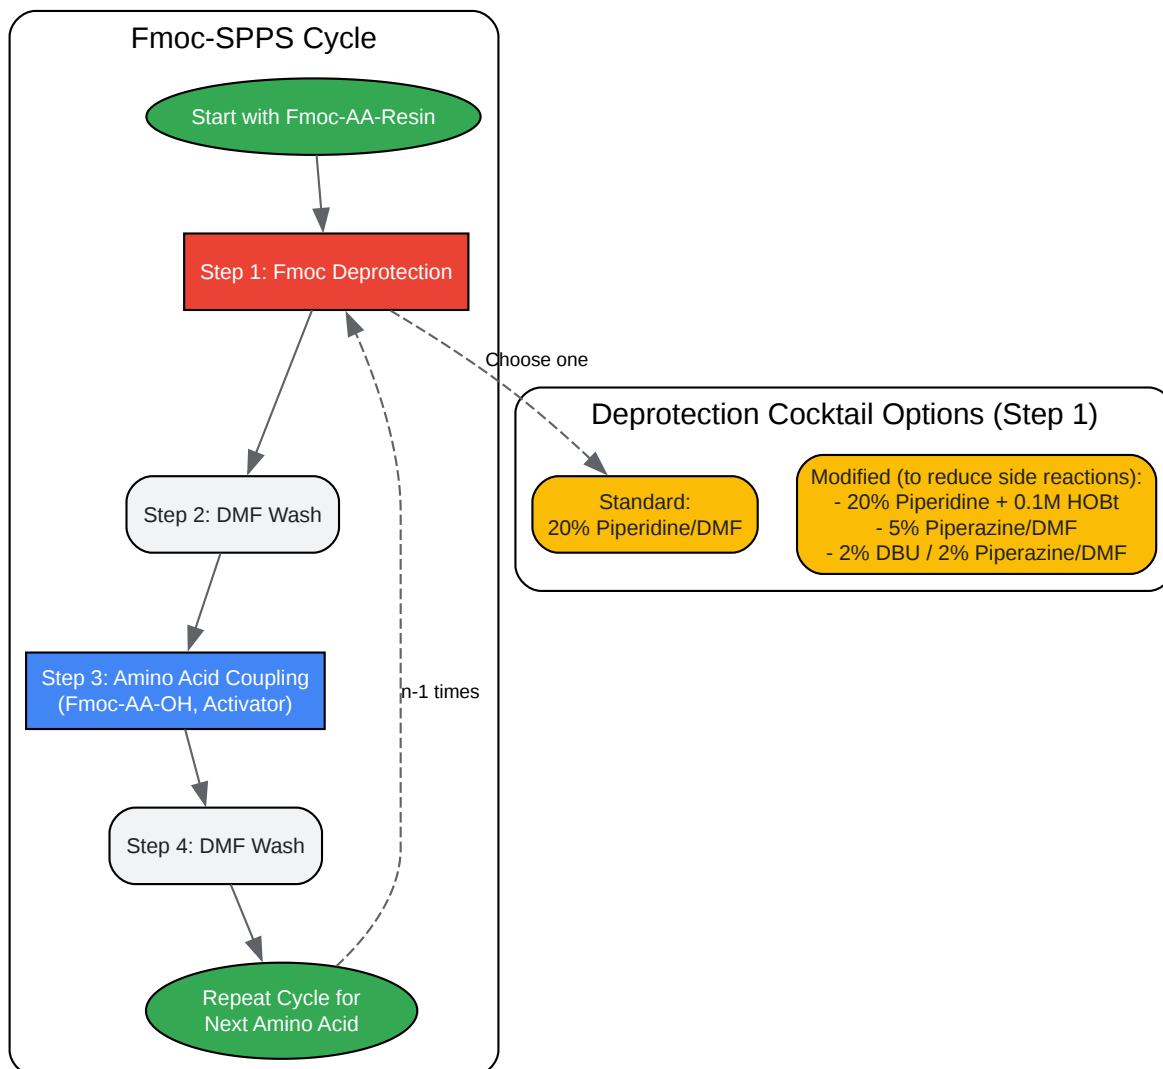 Fmoc-SPPS Cycle
Start with Fmoc-AA-Resin
Step 1: Fmoc Deprotection
Choose one
Deprotection Cocktail Options (Step 1)
Standard:
20% Piperidine/DMF
Modified (to reduce side reactions):
- 20% Piperidine + 0.1M HOBt
- 5% Piperazine/DMF
- 2% DBU / 2% Piperazine/DMF
Step 2: DMF Wash
Step 3: Amino Acid Coupling
(Fmoc-AA-OH, Activator)
n-1 times
Step 4: DMF Wash
Repeat Cycle for
Next Amino Acid